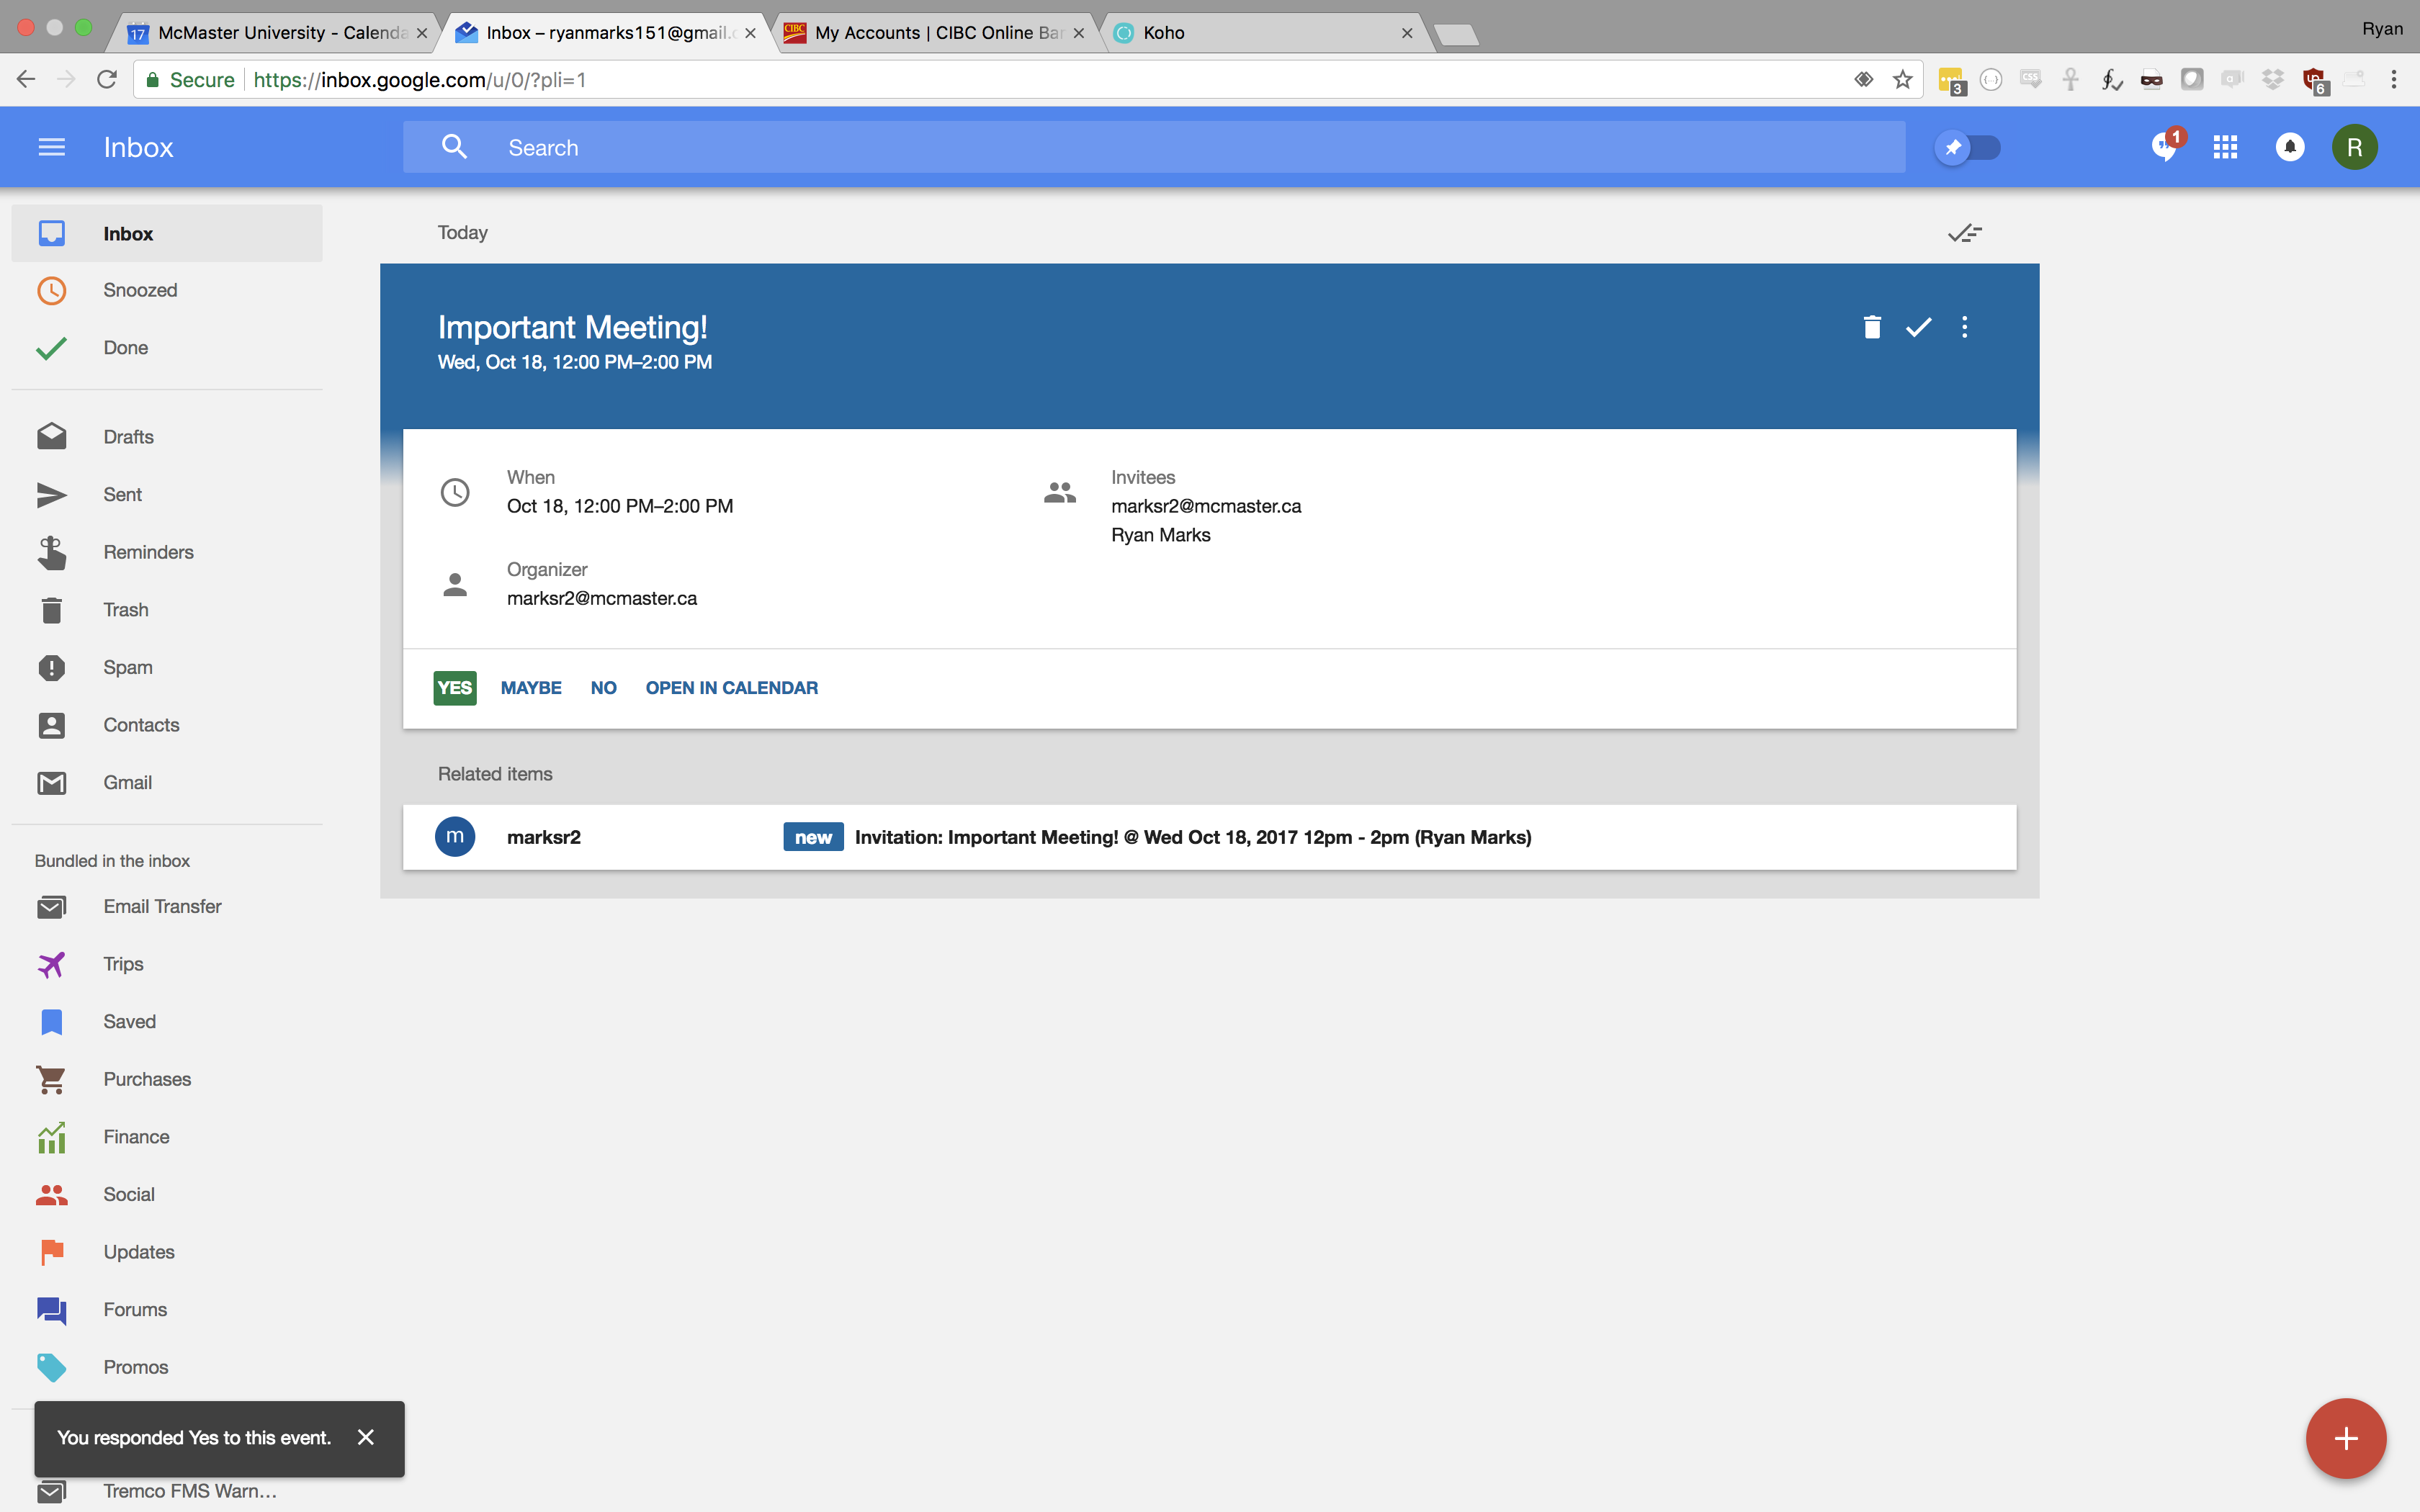 17 McMaster University - Calenda
Inbox – ryanmarks151@gmail.c
CIBC My Accounts | CIBC Online Ban
Koho
Ryan
Secure https://inbox.google.com/u/0/?pli=1
3
CSS
6
Inbox
Search
1
R
Inbox
Snoozed
Done
Drafts
Sent
Reminders
Trash
Spam
Contacts
Gmail
Bundled in the inbox
Email Transfer
Trips
Saved
Purchases
Finance
Social
Updates
Forums
Promos
Tremco FMS Warn...
Today
Important Meeting!
Wed, Oct 18, 12:00 PM–2:00 PM
When
Oct 18, 12:00 PM–2:00 PM
Organizer
marksr2@mcmaster.ca
Invitees
marksr2@mcmaster.ca
Ryan Marks
YES MAYBE NO OPEN IN CALENDAR
Related items
m marksr2 new Invitation: Important Meeting! @ Wed Oct 18, 2017 12pm - 2pm (Ryan Marks)
You responded Yes to this event.